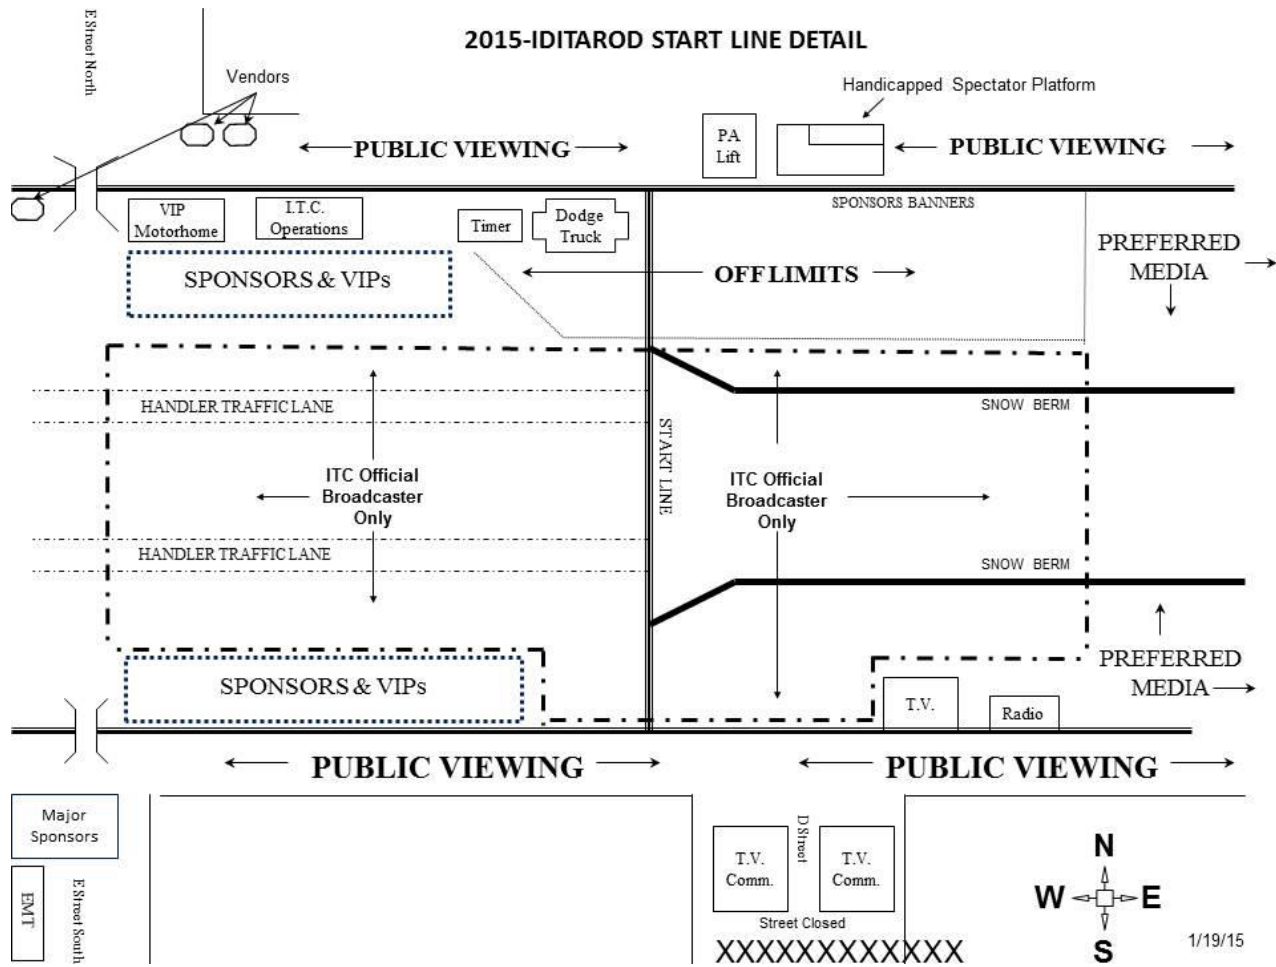 2015-IDITAROD START LINE DETAIL
E Street North
Vendors
Handicapped Spectator Platform
PA
Lift
PUBLIC VIEWING
PUBLIC VIEWING
VIP
Motorhome
I.T.C.
Operations
Timer
Dodge
Truck
SPONSORS BANNERS
PREFERRED
MEDIA
SPONSORS & VIPs
OFF LIMITS
HANDLER TRAFFIC LANE
SNOW BERM
START LINE
ITC Official
Broadcaster
Only
ITC Official
Broadcaster
Only
HANDLER TRAFFIC LANE
SNOW BERM
SPONSORS & VIPs
T.V.
Radio
PREFERRED
MEDIA
PUBLIC VIEWING
PUBLIC VIEWING
Major
Sponsors
EMT
E Street South
T.V.
Comm.
D Street
T.V.
Comm.
Street Closed
XXXXXXXXXXXX
N
W
E
S
1/19/15